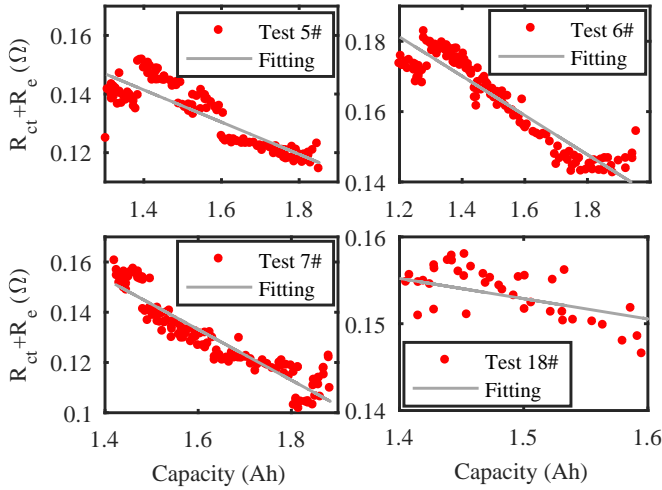 0.16
0.14
0.12
R_ct+R_e (Ω)
Test 5#
Fitting
1.4 1.6 1.8
0.18
0.16
0.14
Test 6#
Fitting
1.2 1.4 1.6 1.8
0.16
0.14
0.12
0.1
R_ct+R_e (Ω)
Test 7#
Fitting
1.4 1.6 1.8
Capacity (Ah)
0.16
0.15
0.14
Test 18#
Fitting
1.4 1.5 1.6
Capacity (Ah)